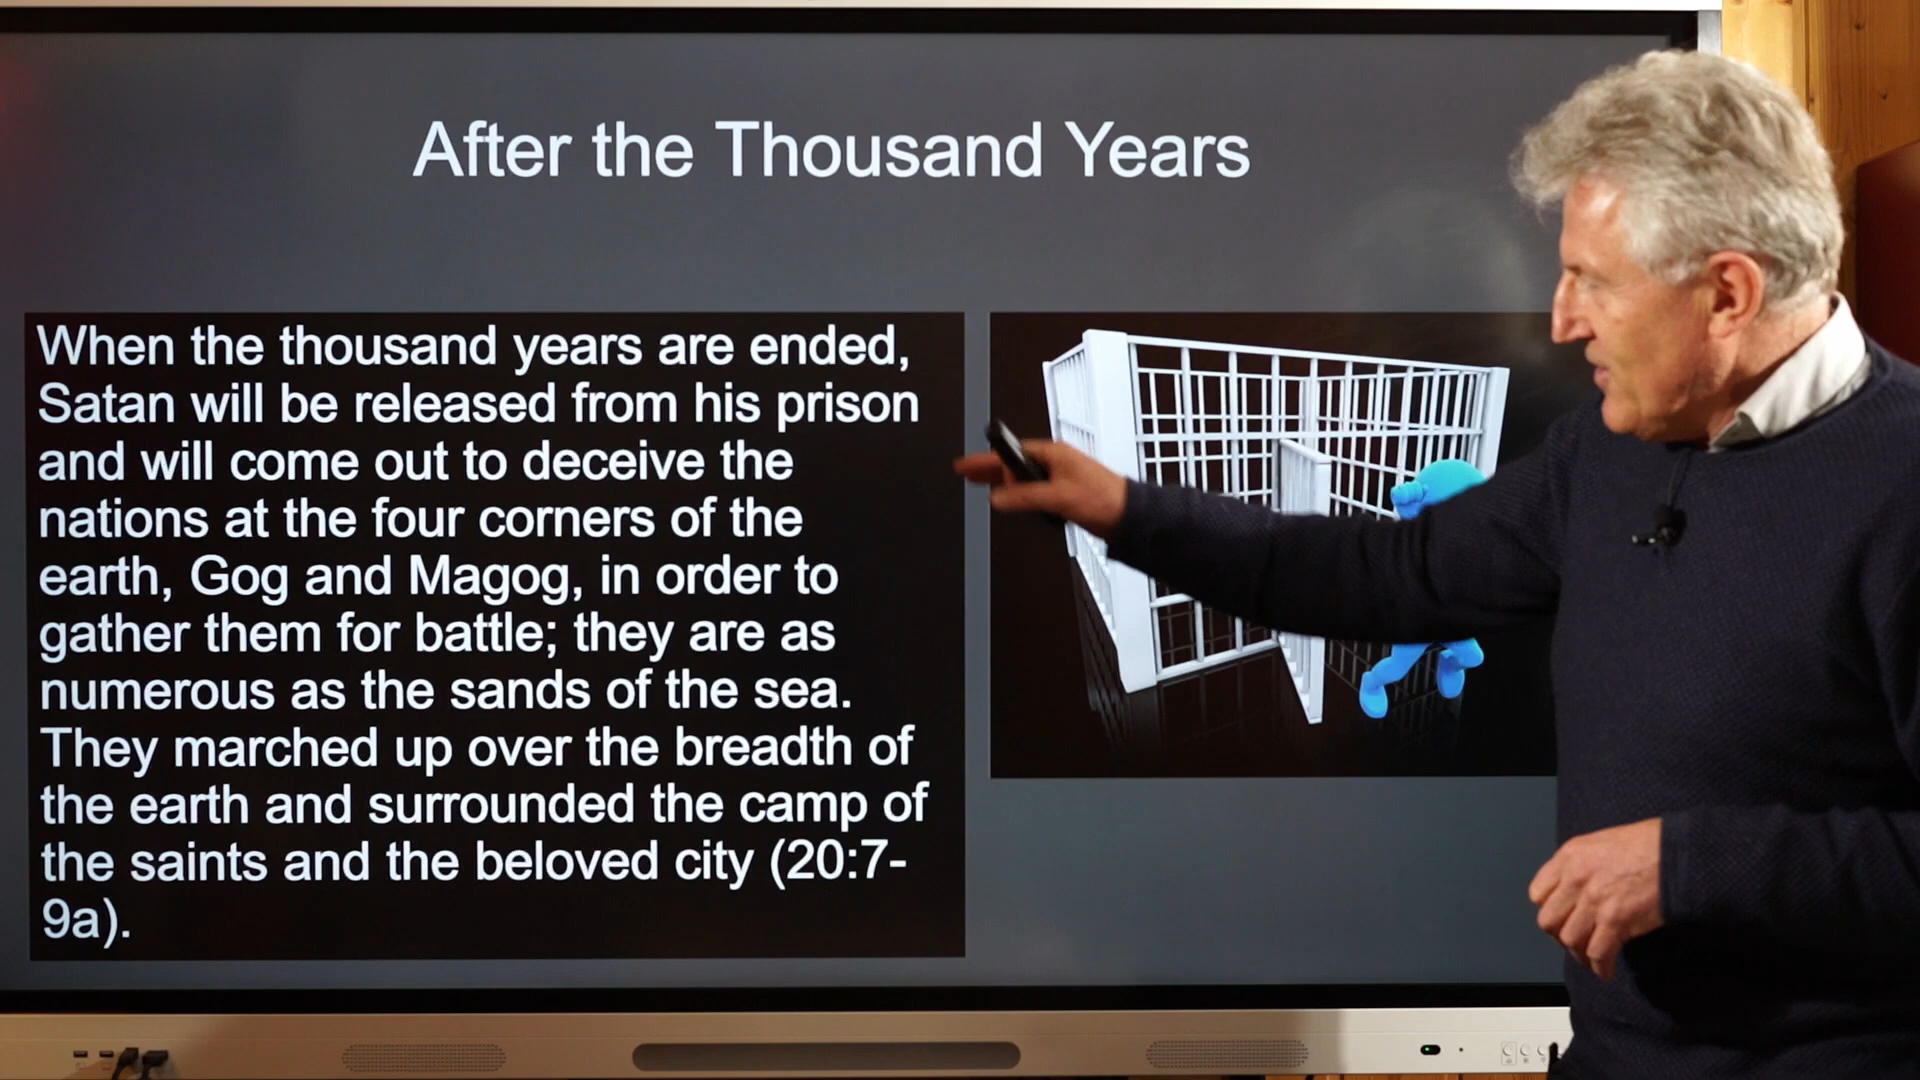 After the Thousand Years
When the thousand years are ended,
Satan will be released from his prison
and will come out to deceive the
nations at the four corners of the
earth, Gog and Magog, in order to
gather them for battle; they are as
numerous as the sands of the sea.
They marched up over the breadth of
the earth and surrounded the camp of
the saints and the beloved city (20:7-
9a).